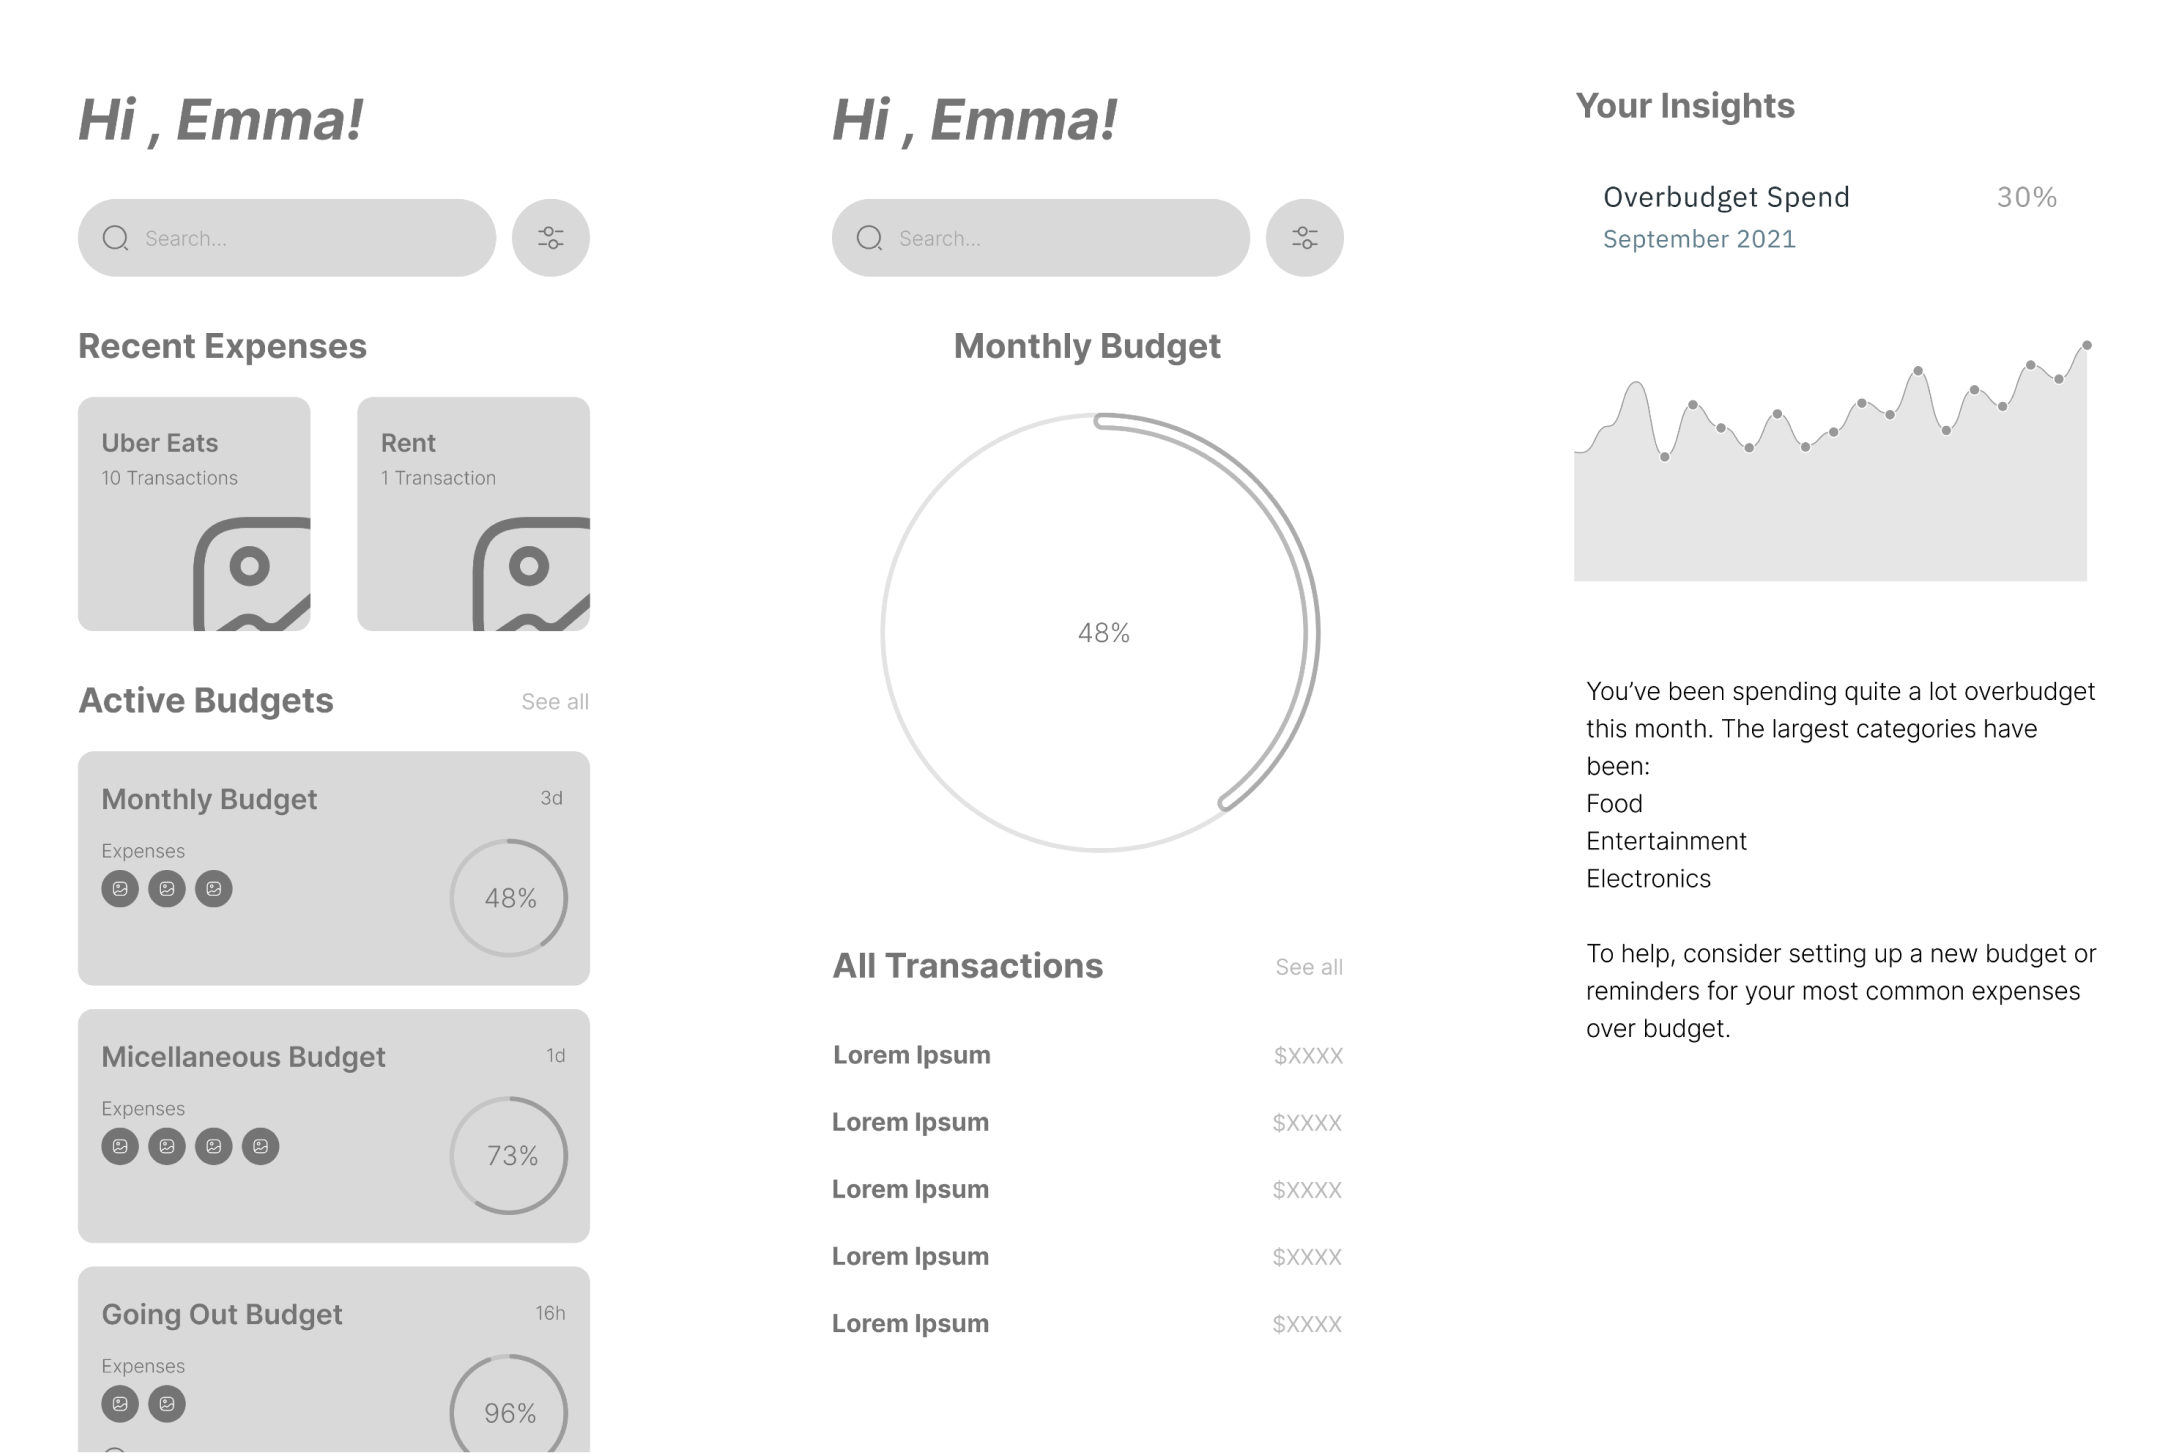 Hi , Emma!
Search...
Recent Expenses
Uber Eats
10 Transactions
Rent
1 Transaction
Active Budgets
See all
Monthly Budget
3d
Expenses
48%
Micellaneous Budget
1d
Expenses
73%
Going Out Budget
16h
Expenses
96%
Hi , Emma!
Search...
Monthly Budget
48%
All Transactions
See all
Lorem Ipsum
$XXXX
Lorem Ipsum
$XXXX
Lorem Ipsum
$XXXX
Lorem Ipsum
$XXXX
Lorem Ipsum
$XXXX
Your Insights
Overbudget Spend
30%
September 2021
You’ve been spending quite a lot overbudget
this month. The largest categories have
been:
Food
Entertainment
Electronics
To help, consider setting up a new budget or
reminders for your most common expenses
over budget.